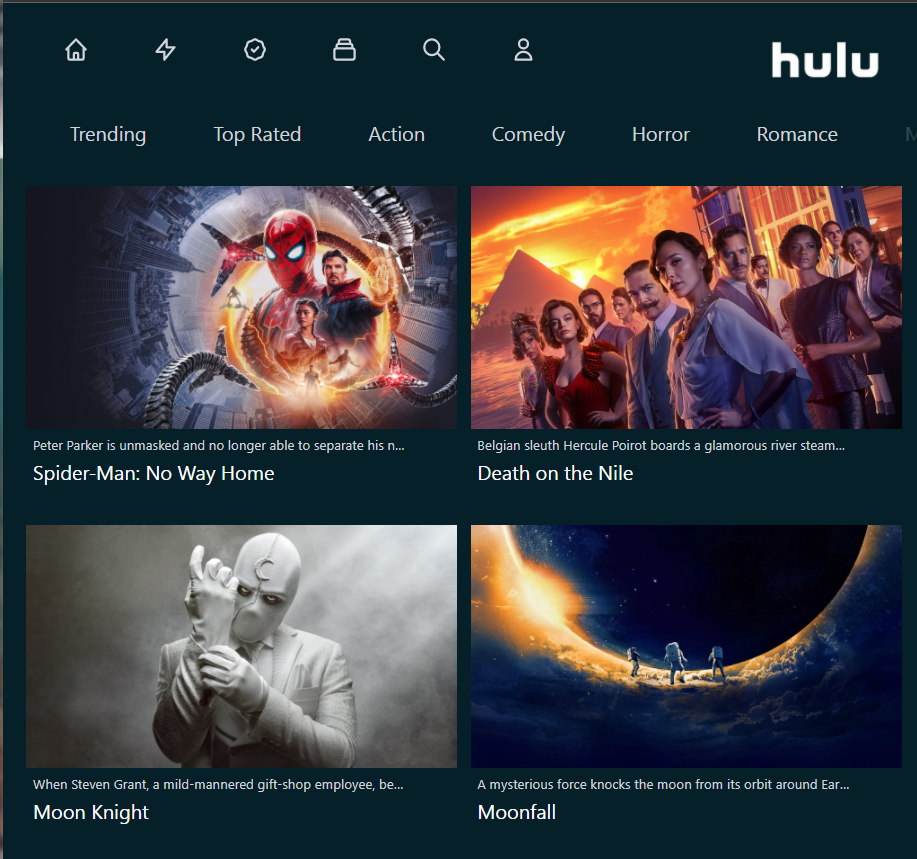 hulu
Trending Top Rated Action Comedy Horror Romance
Peter Parker is unmasked and no longer able to separate his n...
Spider-Man: No Way Home
Belgian sleuth Hercule Poirot boards a glamorous river steam...
Death on the Nile
When Steven Grant, a mild-mannered gift-shop employee, be...
Moon Knight
A mysterious force knocks the moon from its orbit around Ear...
Moonfall